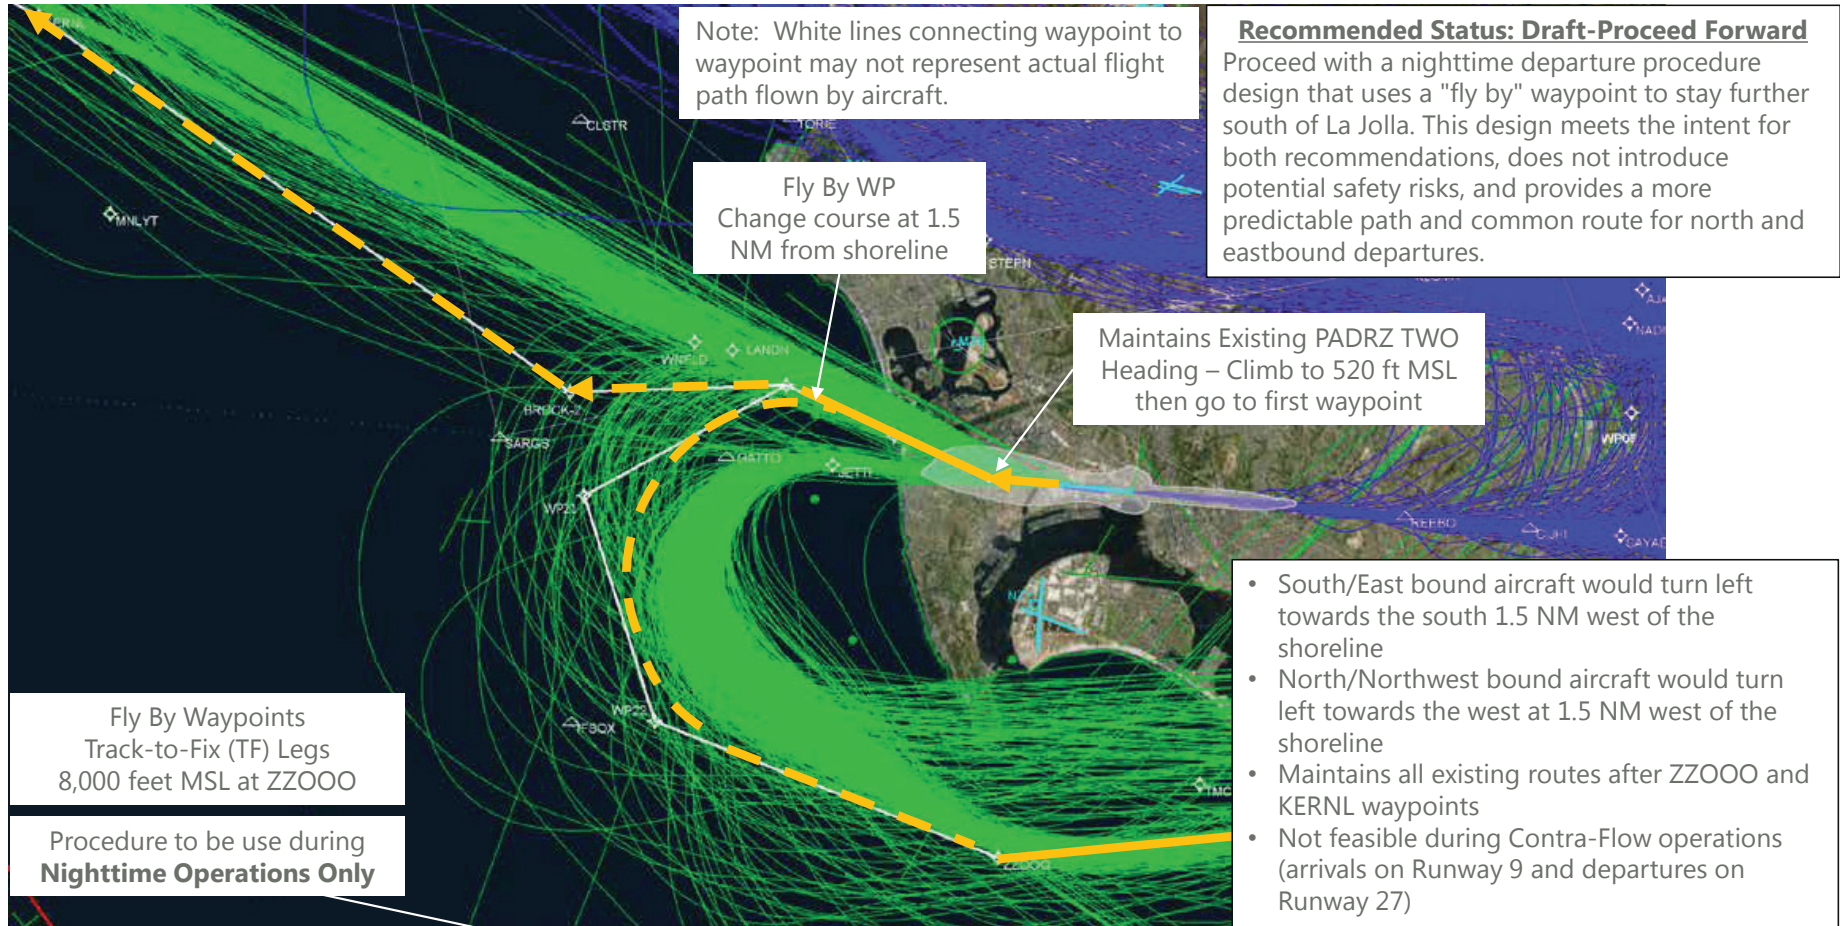 KERNL
Note: White lines connecting waypoint to
waypoint may not represent actual flight
path flown by aircraft.
Recommended Status: Draft-Proceed Forward
Proceed with a nighttime departure procedure
design that uses a "fly by" waypoint to stay further
south of La Jolla. This design meets the intent for
both recommendations, does not introduce
potential safety risks, and provides a more
predictable path and common route for north and
eastbound departures.
CLSTR
TORIE
MNLYT
Fly By WP
Change course at 1.5
NM from shoreline
STEPN
Maintains Existing PADRZ TWO
Heading – Climb to 520 ft MSL
then go to first waypoint
WNFLD
LANDN
BROCK-2
SARGS
JETTI
WP21
REEBO
WP22
• South/East bound aircraft would turn left
towards the south 1.5 NM west of the
shoreline
• North/Northwest bound aircraft would turn
left towards the west at 1.5 NM west of the
shoreline
• Maintains all existing routes after ZZOOO and
KERNL waypoints
• Not feasible during Contra-Flow operations
(arrivals on Runway 9 and departures on
Runway 27)
Fly By Waypoints
Track-to-Fix (TF) Legs
8,000 feet MSL at ZZOOO
Procedure to be use during
Nighttime Operations Only
ZZOOO